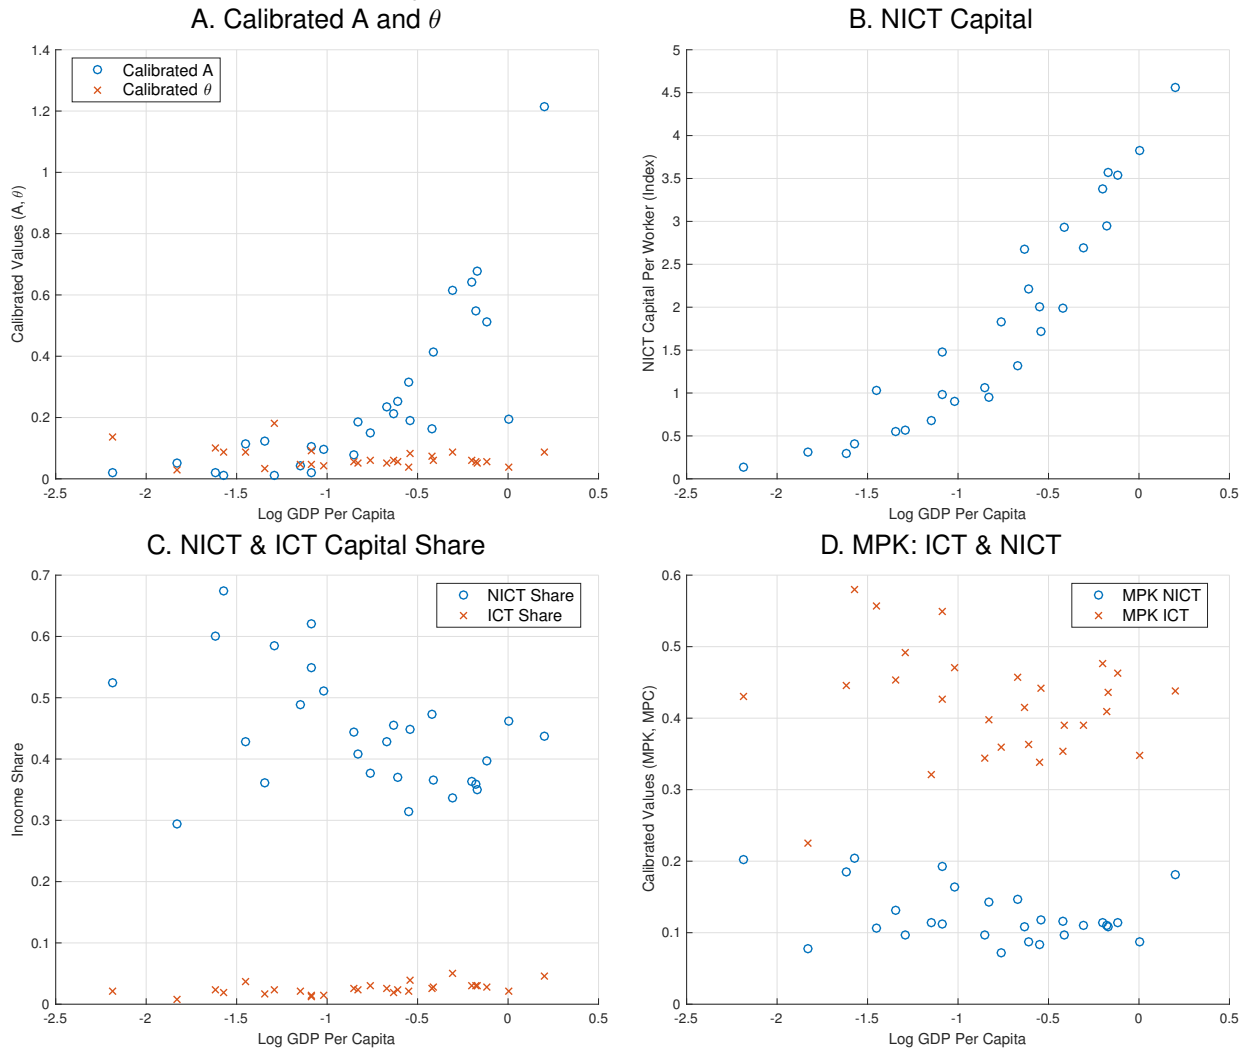 A. Calibrated A and θ
1.4
1.2
1
0.8
0.6
0.4
0.2
0
-2.5 -2 -1.5 -1 -0.5 0 0.5
Calibrated Values (A, θ)
Log GDP Per Capita
Calibrated A
Calibrated θ
B. NICT Capital
5
4.5
4
3.5
3
2.5
2
1.5
1
0.5
0
-2.5 -2 -1.5 -1 -0.5 0 0.5
NICT Capital Per Worker (Index)
Log GDP Per Capita
C. NICT & ICT Capital Share
0.7
0.6
0.5
0.4
0.3
0.2
0.1
0
-2.5 -2 -1.5 -1 -0.5 0 0.5
Income Share
Log GDP Per Capita
NICT Share
ICT Share
D. MPK: ICT & NICT
0.6
0.5
0.4
0.3
0.2
0.1
0
-2.5 -2 -1.5 -1 -0.5 0 0.5
Calibrated Values (MPK, MPC)
Log GDP Per Capita
MPK NICT
MPK ICT